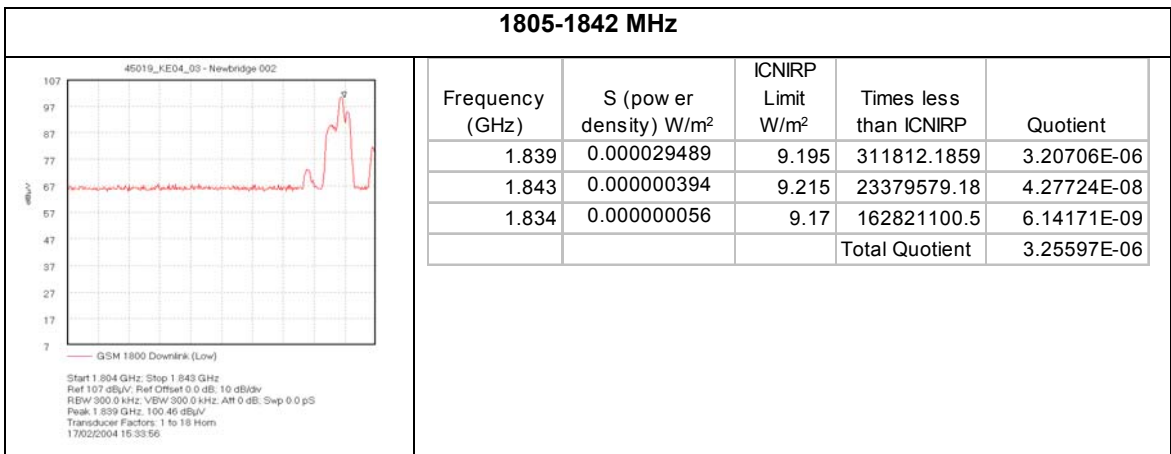 1805-1842 MHz
45019_KE04_03 - Newbridge 002
107
97
87
77
67
57
47
37
27
17
7
dBµV
GSM 1800 Downlink (Low)
Start 1.804 GHz; Stop 1.843 GHz
Ref 107 dBµV; Ref Offset 0.0 dB; 10 dB/div
RBW 300.0 kHz; VBW 300.0 kHz; Att 0 dB; Swp 0.0 pS
Peak 1.839 GHz, 100.46 dBµV
Transducer Factors: 1 to 18 Horn
17/02/2004 15:33:56
Frequency (GHz) S (pow er density) W/m² ICNIRP Limit W/m² Times less than ICNIRP Quotient
1.839 0.000029489 9.195 311812.1859 3.20706E-06
1.843 0.000000394 9.215 23379579.18 4.27724E-08
1.834 0.000000056 9.17 162821100.5 6.14171E-09
Total Quotient 3.25597E-06